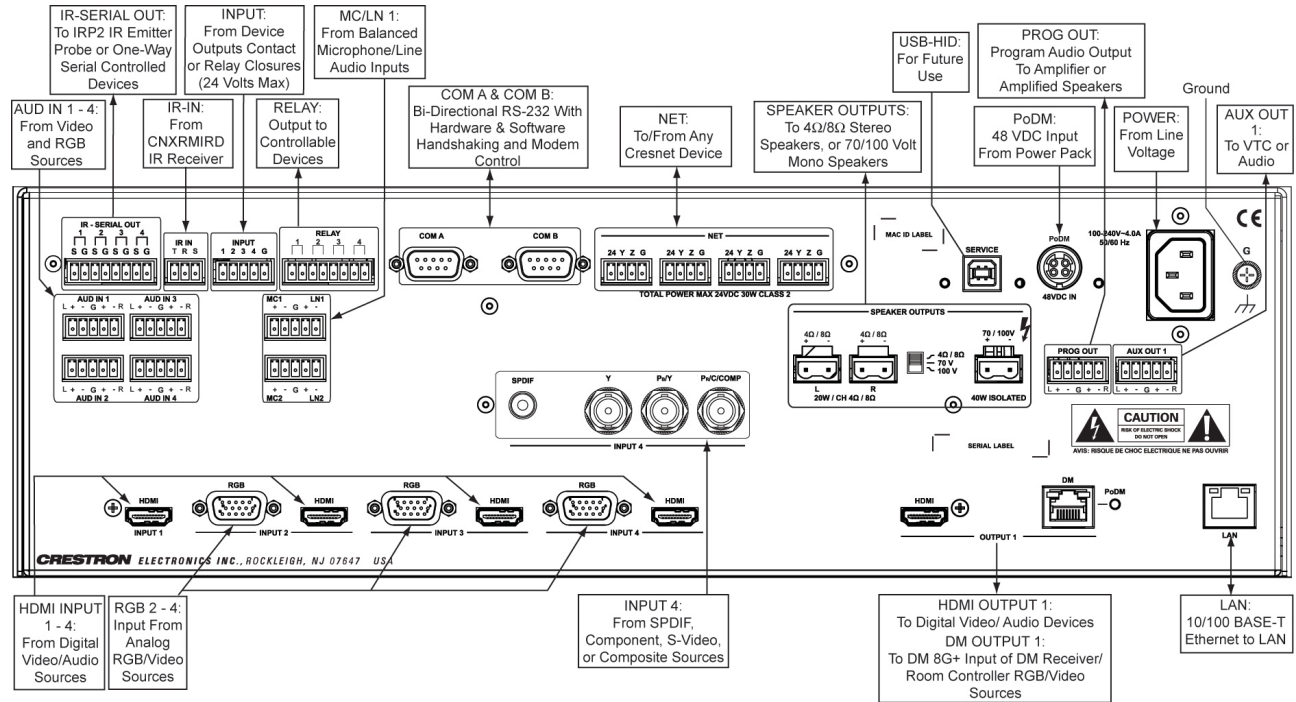 IR-SERIAL OUT:
To IRP2 IR Emitter
Probe or One-Way
Serial Controlled
Devices
INPUT:
From Device
Outputs Contact
or Relay Closures
(24 Volts Max)
MC/LN 1:
From Balanced
Microphone/Line
Audio Inputs
USB-HID:
For Future
Use
PROG OUT:
Program Audio Output
To Amplifier or
Amplified Speakers
Ground
AUD IN 1 - 4:
From Video
and RGB
Sources
IR-IN:
From
CNXRMIRD
IR Receiver
RELAY:
Output to
Controllable
Devices
COM A & COM B:
Bi-Directional RS-232 With
Hardware & Software
Handshaking and Modem
Control
NET:
To/From Any
Cresnet Device
SPEAKER OUTPUTS:
To 4Ω/8Ω Stereo
Speakers, or 70/100 Volt
Mono Speakers
PoDM:
48 VDC Input
From Power Pack
POWER:
From Line
Voltage
AUX OUT
1:
To VTC or
Audio
IR - SERIAL OUT
1 2 3 4
S G S G S G S G
IR IN
T R S
INPUT
1 2 3 4 G
RELAY
1 2 3 4
COM A
COM B
NET
24 Y Z G
24 Y Z G
24 Y Z G
24 Y Z G
TOTAL POWER MAX 24VDC 30W CLASS 2
MAC ID LABEL
SERVICE
PoDM
48VDC IN
100-240V~4.0A
50/60 Hz
CE
G
AUD IN 1
L + - G + - R
AUD IN 3
L + - G + - R
AUD IN 2
L + - G + - R
AUD IN 4
MC1 LN1
+ - G + -
+ - G + -
MC2 LN2
SPEAKER OUTPUTS
4Ω / 8Ω
+ -
4Ω / 8Ω
+ -
4Ω / 8Ω
70 V
100 V
70 / 100V
+ -
L
R
20W / CH 4Ω / 8Ω
40W ISOLATED
PROG OUT
L + - G + - R
AUX OUT 1
L + - G + - R
SPDIF
Y
PB/Y
PR/C/COMP
INPUT 4
SERIAL LABEL
CAUTION
RISK OF ELECTRIC SHOCK
DO NOT OPEN
AVIS: RISQUE DE CHOC ELECTRIQUE NE PAS OUVRIR
HDMI
INPUT 1
RGB
HDMI
INPUT 2
RGB
HDMI
INPUT 3
RGB
HDMI
INPUT 4
HDMI
DM
PoDM
OUTPUT 1
LAN
CRESTRON ELECTRONICS INC., ROCKLEIGH, NJ 07647 USA
HDMI INPUT
1 - 4:
From Digital
Video/Audio
Sources
RGB 2 - 4:
Input From
Analog
RGB/Video
Sources
INPUT 4:
From SPDIF,
Component, S-Video,
or Composite Sources
HDMI OUTPUT 1:
To Digital Video/ Audio Devices
DM OUTPUT 1:
To DM 8G+ Input of DM Receiver/
Room Controller RGB/Video
Sources
LAN:
10/100 BASE-T
Ethernet to LAN